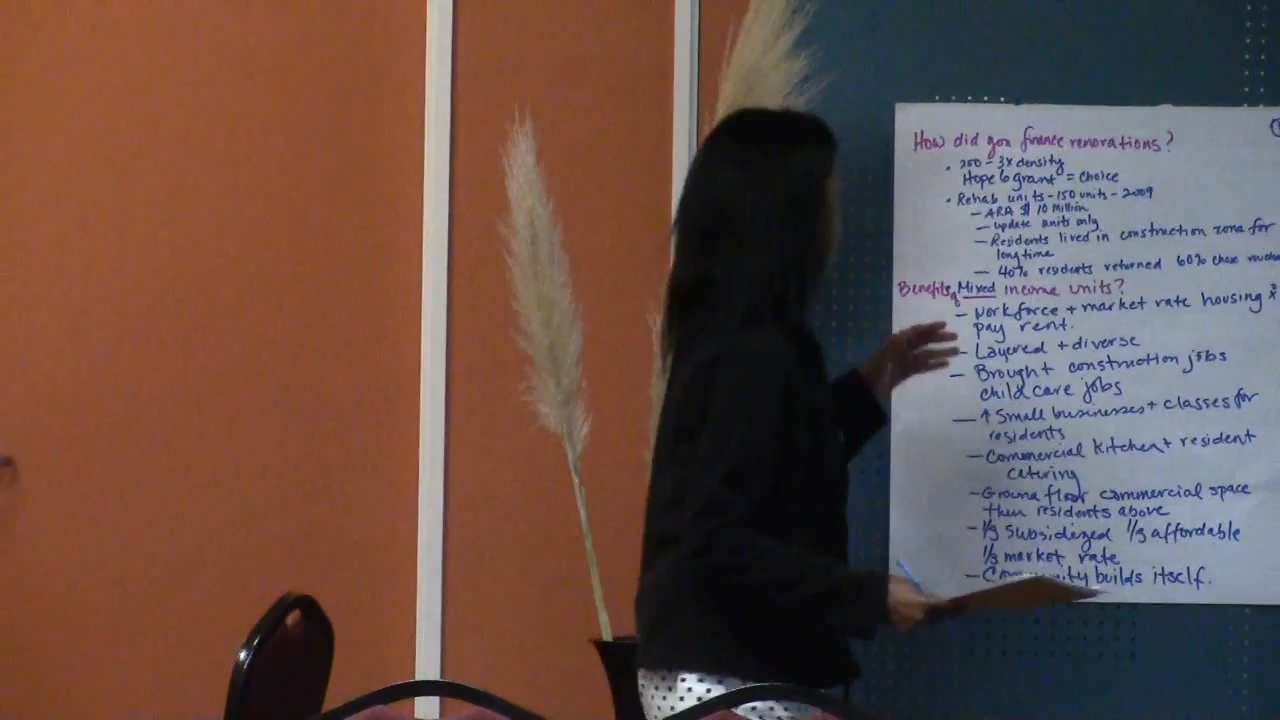 How did you finance renovations?
• 200 - 3x density
Hope 6 grant = choice
• Rehab units - 150 units - 2009
- ARA $10 Million
- update units only
- Residents lived in construction zone for
long time
- 40% residents returned 60% chose
Benefits of Mixed income units?
- workforce + market rate housing
pay rent.
- Layered + diverse
- Brought construction jobs
child care jobs
- ↑ Small businesses + classes for
residents
- Commercial kitchen + resident
catering
- Ground floor commercial space
then residents above
- 1/3 subsidized 1/3 affordable
1/3 market rate
- builds itself.